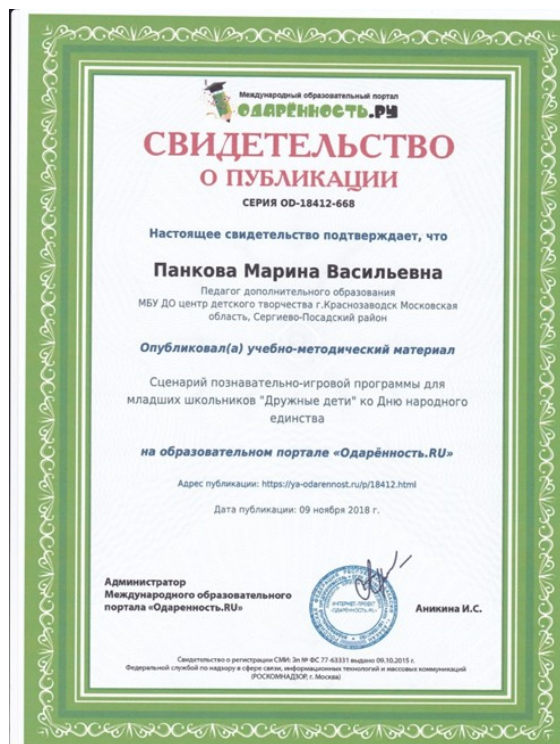 Международный образовательный портал
ОДАРЁННОСТЬ.РУ
СВИДЕТЕЛЬСТВО
О ПУБЛИКАЦИИ
СЕРИЯ OD-18412-668
Настоящее свидетельство подтверждает, что
Панкова Марина Васильевна
Педагог дополнительного образования
МБУ ДО центр детского творчества г.Краснозаводск Московская
область, Сергиево-Посадский район
Опубликовал(а) учебно-методический материал
Сценарий познавательно-игровой программы для
младших школьников "Дружные дети" ко Дню народного
единства
на образовательном портале «Одарённость.RU»
Адрес публикации: https://ya-odarennost.ru/p/18412.html
Дата публикации: 09 ноября 2018 г.
Администратор
Международного образовательного
портала «Одаренность.RU»
ИНТЕРНЕТ-ПРОЕКТ
«ОДАРЕННОСТЬ.RU»
Аникина И.С.
Свидетельство о регистрации СМИ: Эл № ФС 77-63331 выдано 09.10.2015 г.
Федеральной службой по надзору в сфере связи, информационных технологий и массовых коммуникаций
(РОСКОМНАДЗОР, г. Москва)